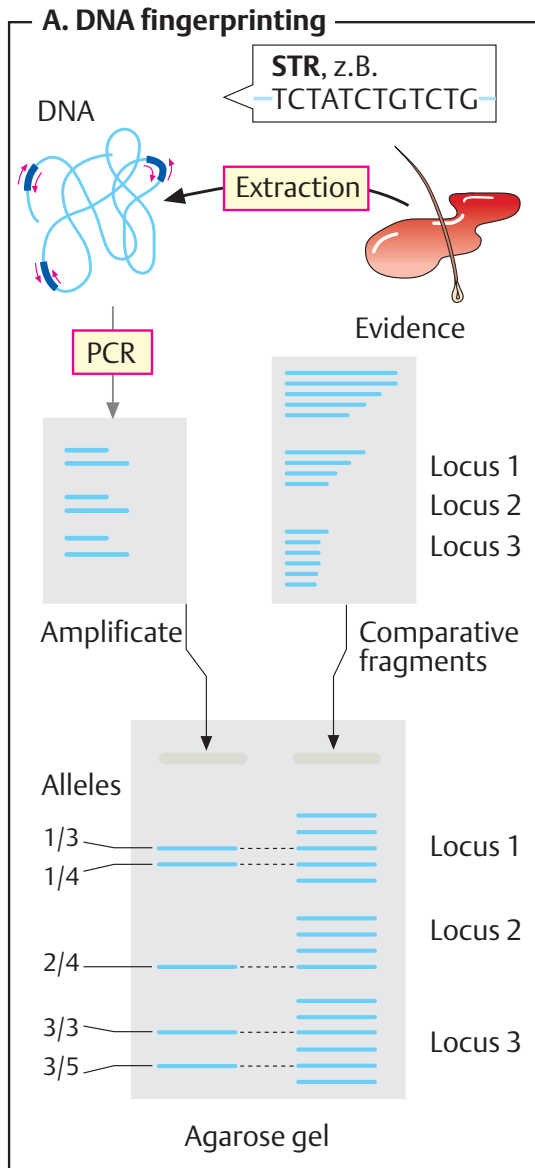 A. DNA fingerprinting
STR, z.B.
TCTATCTGTCTG
DNA
Extraction
Evidence
PCR
Locus 1
Locus 2
Locus 3
Amplificate
Comparative
fragments
Alleles
1/3
1/4
Locus 1
Locus 2
2/4
3/3
Locus 3
3/5
Agarose gel